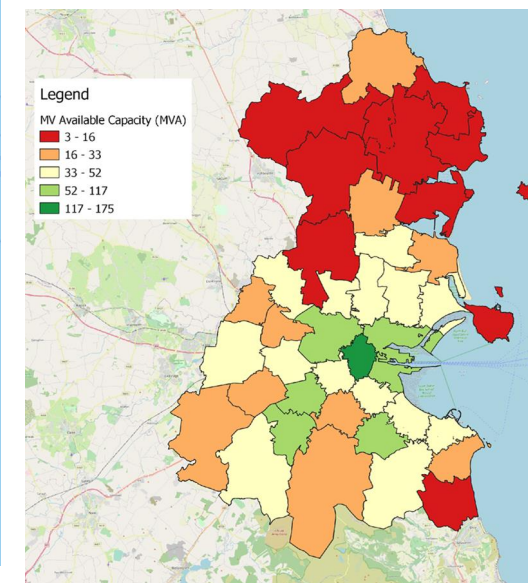 Legend
MV Available Capacity (MVA)
3 - 16
16 - 33
33 - 52
52 - 117
117 - 175